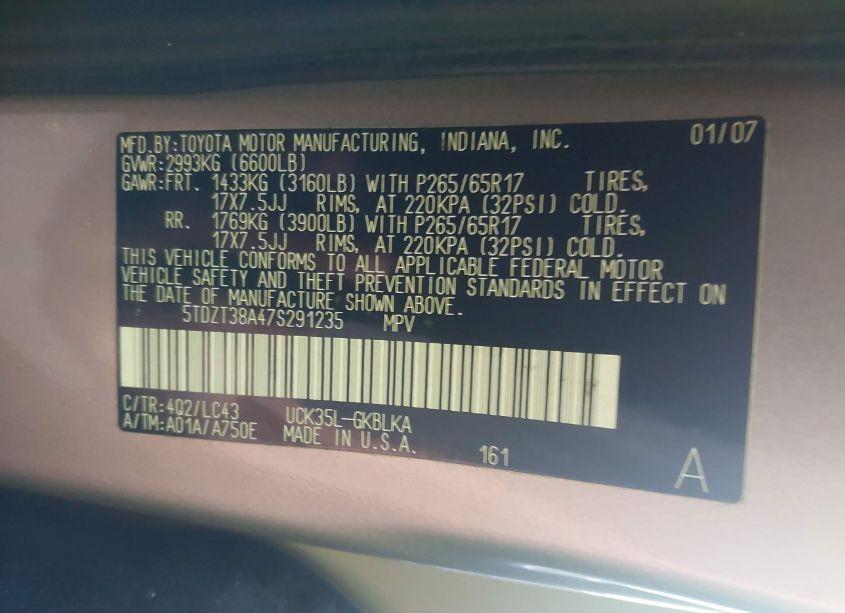 MFD.BY:TOYOTA MOTOR MANUFACTURING, INDIANA, INC. 01/07
GVWR:2993KG (6600LB)
GAWR:FRT. 1433KG (3160LB) WITH P265/65R17 TIRES,
17X7.5JJ RIMS, AT 220KPA (32PSI) COLD.
RR. 1769KG (3900LB) WITH P265/65R17 TIRES,
17X7.5JJ RIMS, AT 220KPA (32PSI) COLD.
THIS VEHICLE CONFORMS TO ALL APPLICABLE FEDERAL MOTOR
VEHICLE SAFETY AND THEFT PREVENTION STANDARDS IN EFFECT ON
THE DATE OF MANUFACTURE SHOWN ABOVE.
5TDZT38A47S291235 MPV
C/TR:4Q2/LC43 UCK35L-GKBLKA
A/TM:A01A/A750E MADE IN U.S.A. 161 A